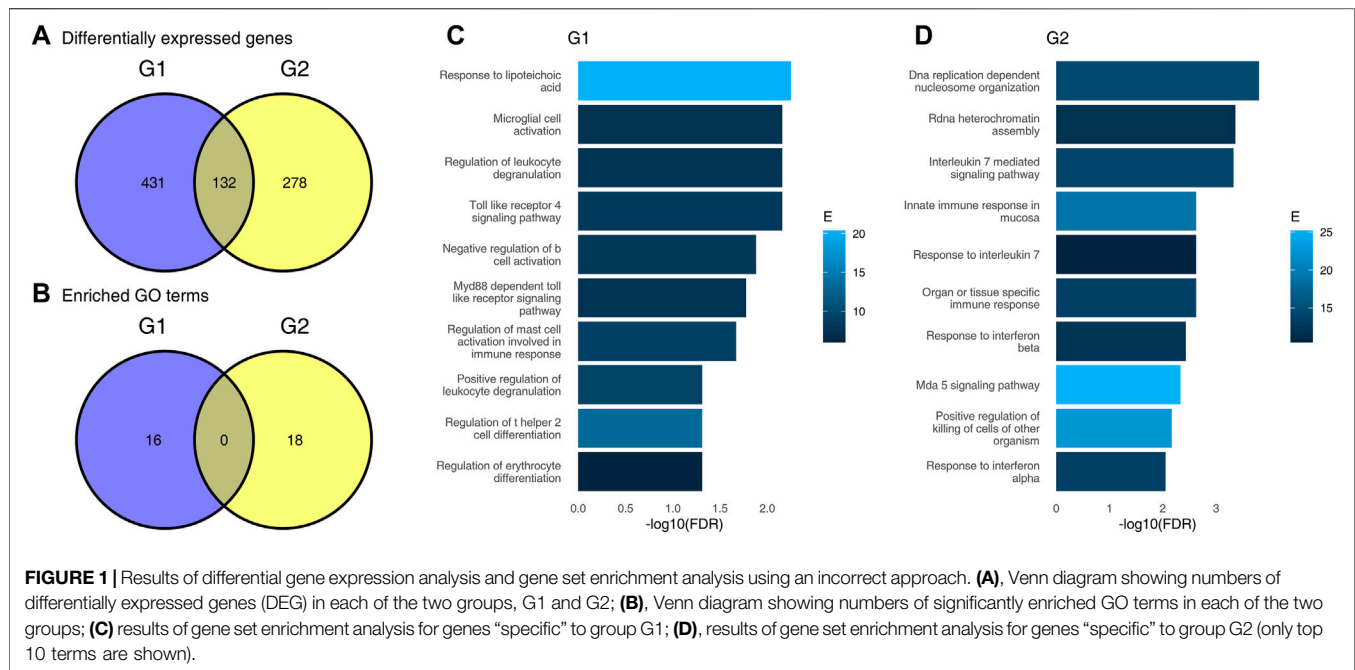 A Differentially expressed genes
G1 G2
431 132 278
B Enriched GO terms
G1 G2
16 0 18
C G1
Response to lipoteichoic
acid
Microglial cell
activation
Regulation of leukocyte
degranulation
Toll like receptor 4
signaling pathway
Negative regulation of b
cell activation
Myd88 dependent toll
like receptor signaling
pathway
Regulation of mast cell
activation involved in
immune response
Positive regulation of
leukocyte degranulation
Regulation of t helper 2
cell differentiation
Regulation of erythrocyte
differentiation
0.0 0.5 1.0 1.5 2.0
-log10(FDR)
E
20
15
10
D G2
Dna replication dependent
nucleosome organization
Rdna heterochromatin
assembly
Interleukin 7 mediated
signaling pathway
Innate immune response in
mucosa
Response to interleukin 7
Organ or tissue specific
immune response
Response to interferon
beta
Mda 5 signaling pathway
Positive regulation of
killing of cells of other
organism
Response to interferon
alpha
0 1 2 3
-log10(FDR)
E
25
20
15
FIGURE 1 | Results of differential gene expression analysis and gene set enrichment analysis using an incorrect approach. (A), Venn diagram showing numbers of
differentially expressed genes (DEG) in each of the two groups, G1 and G2; (B), Venn diagram showing numbers of significantly enriched GO terms in each of the two
groups; (C) results of gene set enrichment analysis for genes “specific” to group G1; (D), results of gene set enrichment analysis for genes “specific” to group G2 (only top
10 terms are shown).